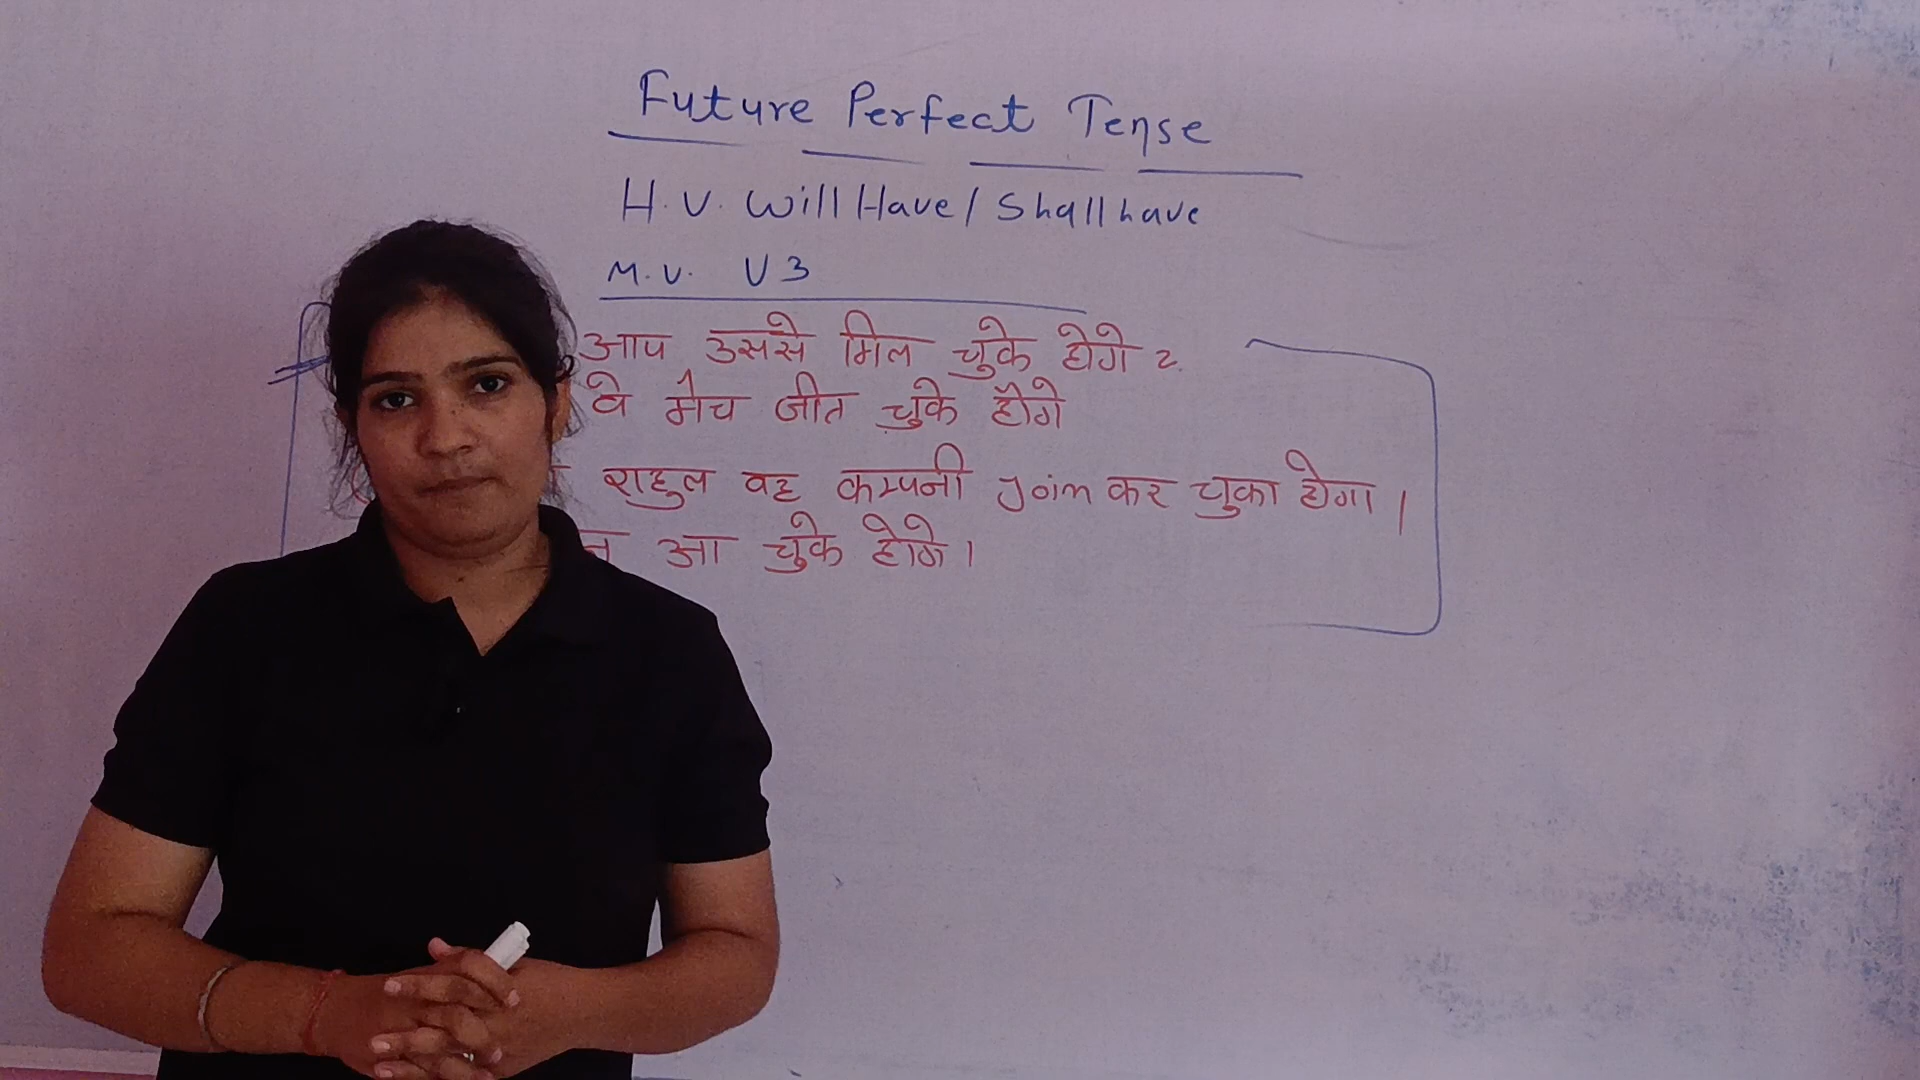 Future Perfect Tense
H.V. Will Have / Shall have
M.V. V3
आप उससे मिल चुके होगे ?
वे मैच जीत चुके होंगे
राहुल वह कम्पनी Join कर चुका होगा।
आ चुके होगे।